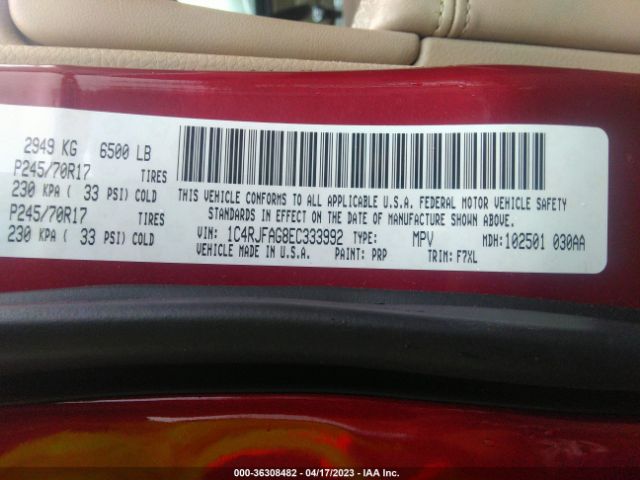 2949 KG 6500 LB
P245/70R17 TIRES
230 KPA ( 33 PSI) COLD
P245/70R17 TIRES
230 KPA ( 33 PSI) COLD
THIS VEHICLE CONFORMS TO ALL APPLICABLE U.S.A. FEDERAL MOTOR VEHICLE SAFETY
STANDARDS IN EFFECT ON THE DATE OF MANUFACTURE SHOWN ABOVE.
VIN: 1C4RJFAG8EC333992 TYPE: MPV MDH: 102501 030AA
VEHICLE MADE IN U.S.A. PAINT: PRP TRIM: F7XL
000-36308482 - 04/17/2023 - IAA Inc.